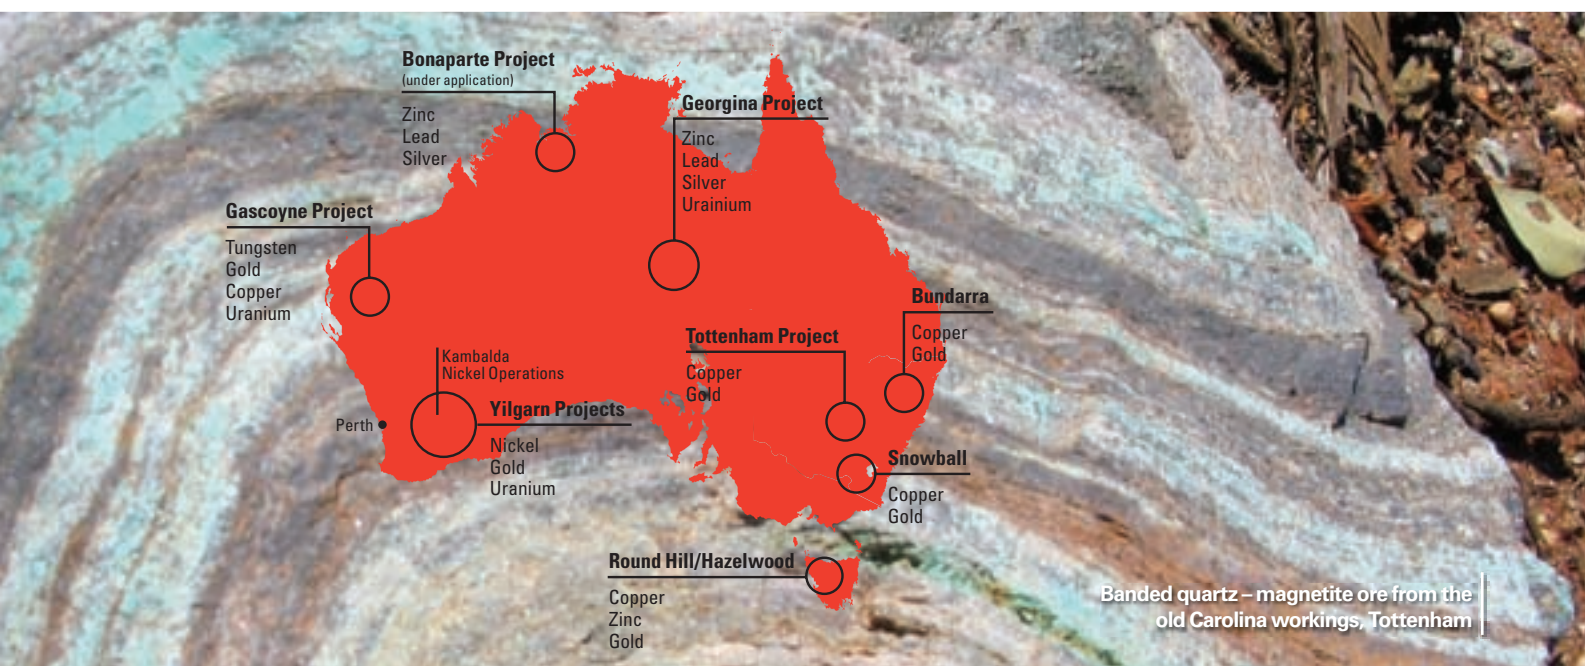 Bonaparte Project
(under application)
Zinc
Lead
Silver
Georgina Project
Zinc
Lead
Silver
Urainium
Gascoyne Project
Tungsten
Gold
Copper
Uranium
Bundarra
Copper
Gold
Tottenham Project
Copper
Gold
Kambalda
Nickel Operations
Perth
Yilgarn Projects
Nickel
Gold
Uranium
Snowball
Copper
Gold
Round Hill/Hazelwood
Copper
Zinc
Gold
Banded quartz – magnetite ore from the
old Carolina workings, Tottenham